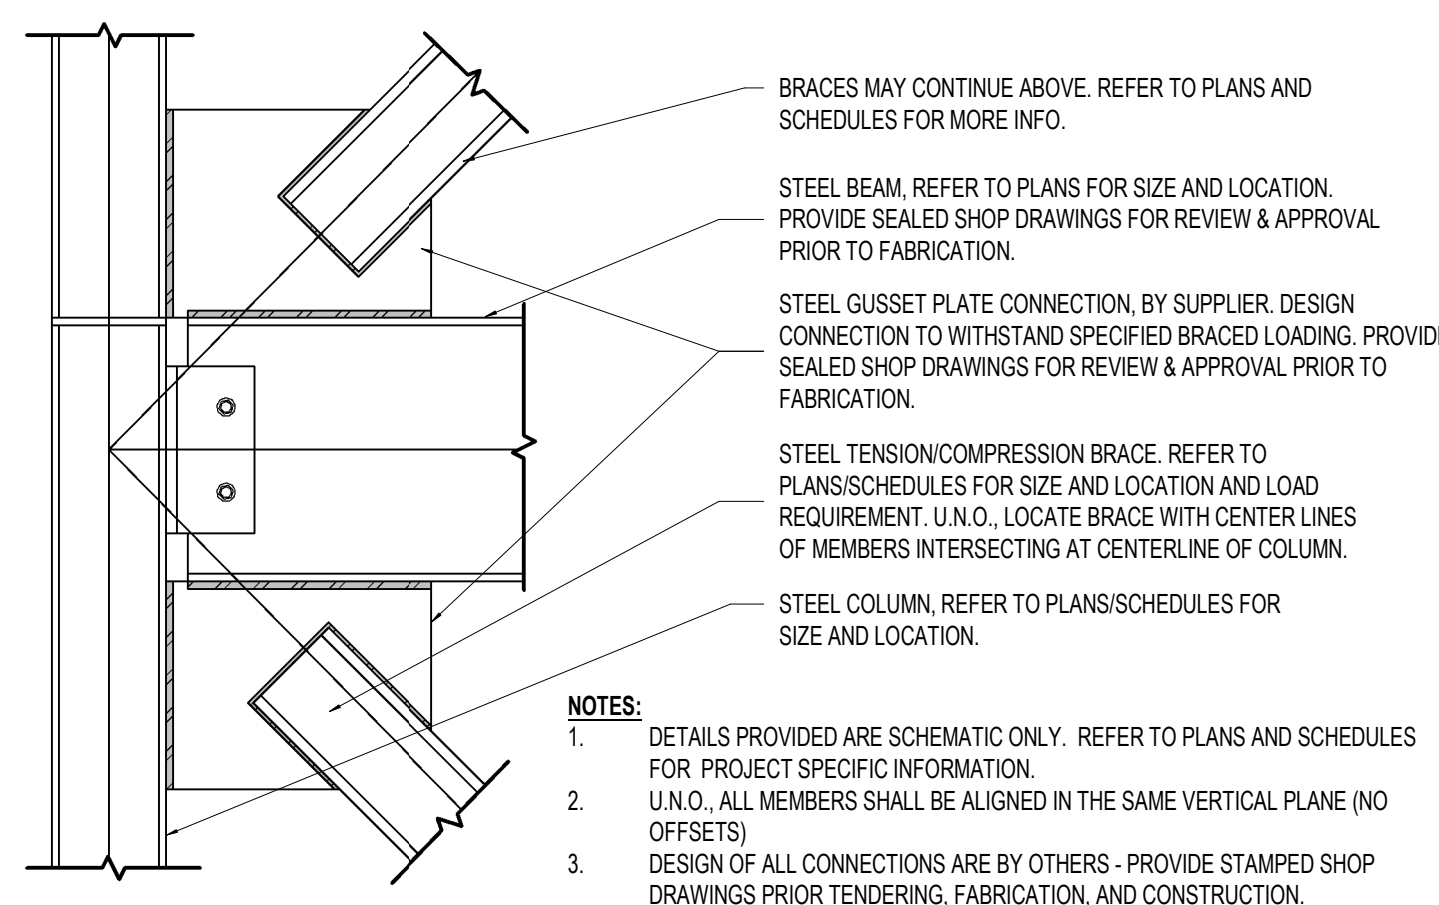 BRACES MAY CONTINUE ABOVE. REFER TO PLANS AND
SCHEDULES FOR MORE INFO.
STEEL BEAM, REFER TO PLANS FOR SIZE AND LOCATION.
PROVIDE SEALED SHOP DRAWINGS FOR REVIEW & APPROVAL
PRIOR TO FABRICATION.
STEEL GUSSET PLATE CONNECTION, BY SUPPLIER. DESIGN
CONNECTION TO WITHSTAND SPECIFIED BRACED LOADING. PROVIDE
SEALED SHOP DRAWINGS FOR REVIEW & APPROVAL PRIOR TO
FABRICATION.
STEEL TENSION/COMPRESSION BRACE. REFER TO
PLANS/SCHEDULES FOR SIZE AND LOCATION AND LOAD
REQUIREMENT. U.N.O., LOCATE BRACE WITH CENTER LINES
OF MEMBERS INTERSECTING AT CENTERLINE OF COLUMN.
STEEL COLUMN, REFER TO PLANS/SCHEDULES FOR
SIZE AND LOCATION.
NOTES:
1. DETAILS PROVIDED ARE SCHEMATIC ONLY. REFER TO PLANS AND SCHEDULES
FOR PROJECT SPECIFIC INFORMATION.
2. U.N.O., ALL MEMBERS SHALL BE ALIGNED IN THE SAME VERTICAL PLANE (NO
OFFSETS)
3. DESIGN OF ALL CONNECTIONS ARE BY OTHERS - PROVIDE STAMPED SHOP
DRAWINGS PRIOR TENDERING, FABRICATION, AND CONSTRUCTION.